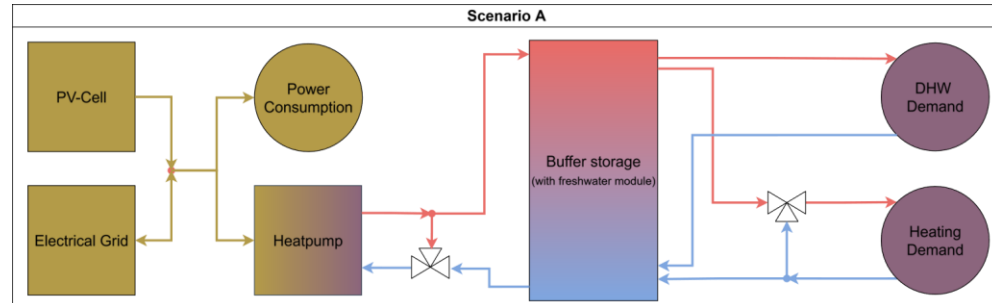 Scenario A
PV-Cell
Power
Consumption
DHW
Demand
Buffer storage
(with freshwater module)
Electrical Grid
Heatpump
Heating
Demand